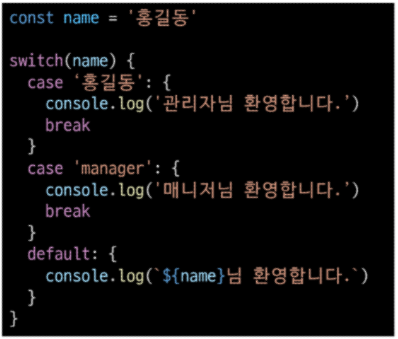 const name = '홍길동'
switch(name) {
case ‘홍길동': {
console.log('관리자님 환영합니다.’)
break
}
case 'manager': {
console.log('매니저님 환영합니다.’)
break
}
default: {
console.log(`${name}님 환영합니다.`)
}
}